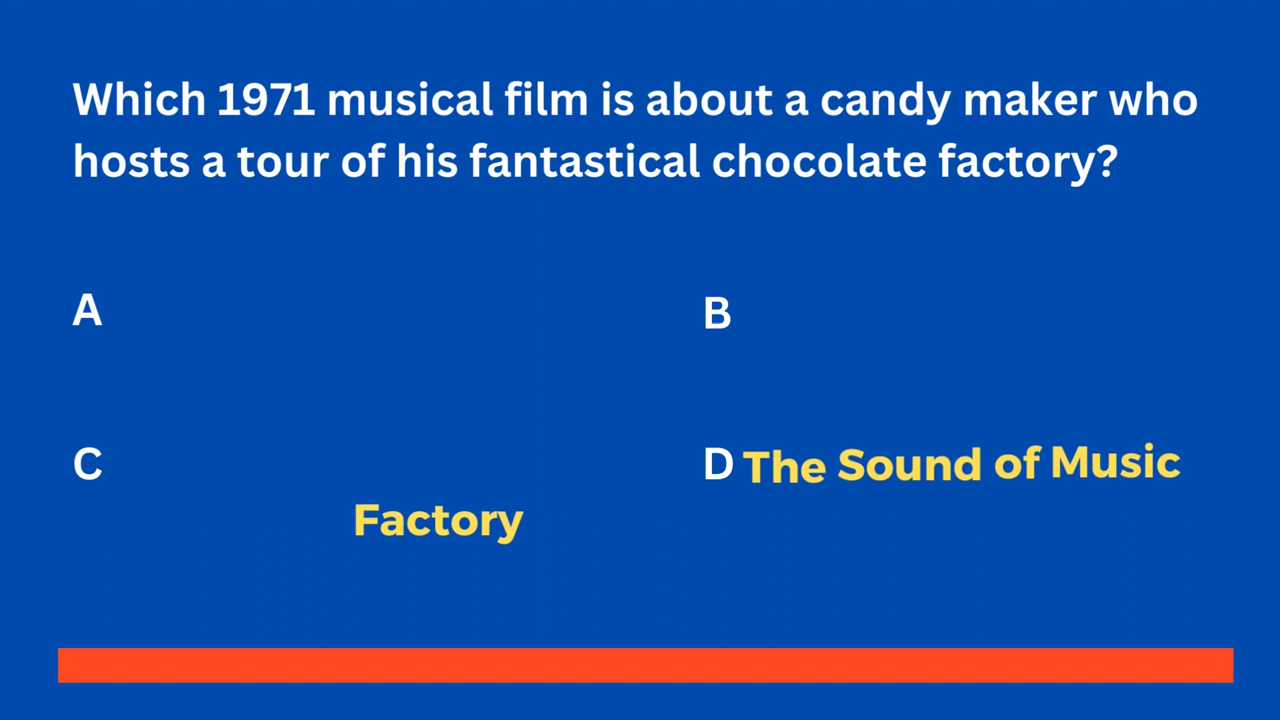 Which 1971 musical film is about a candy maker who
hosts a tour of his fantastical chocolate factory?
A
B
C
Factory
D The Sound of Music